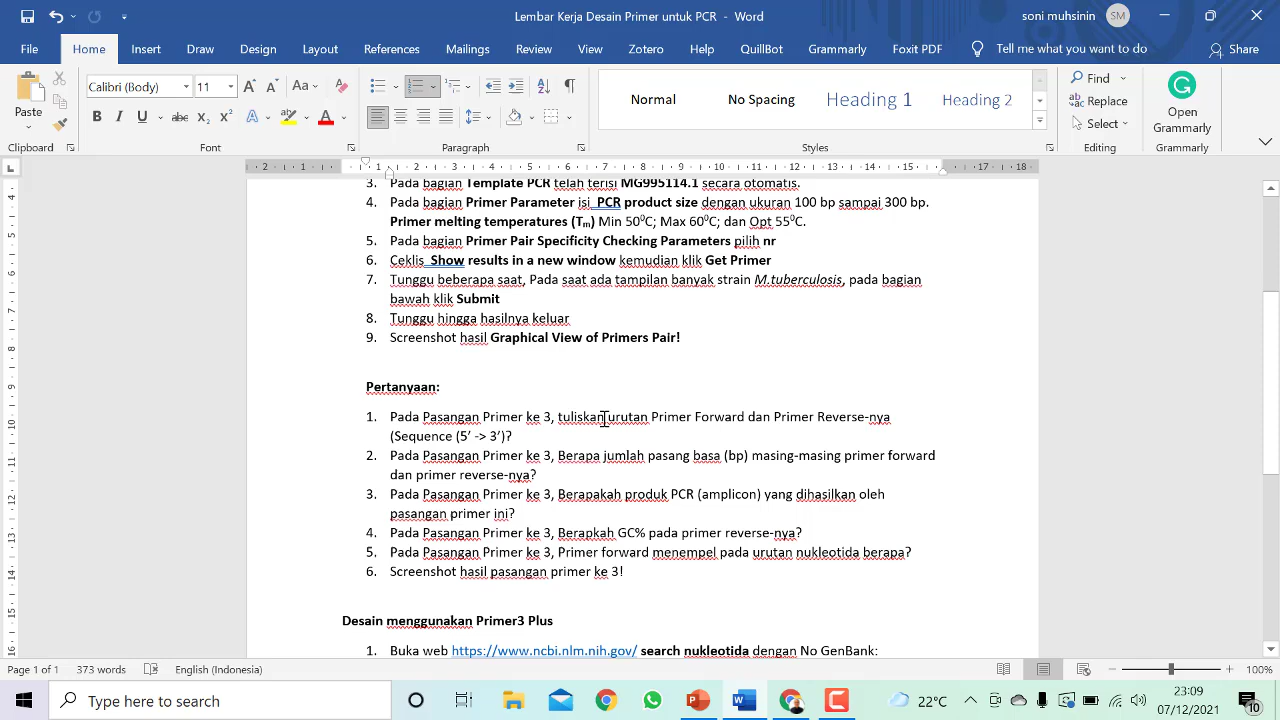 Lembar Kerja Desain Primer untuk PCR - Word
soni muhsinin
SM
File Home Insert Draw Design Layout References Mailings Review View Zotero Help QuillBot Grammarly Foxit PDF Tell me what you want to do Share
Calibri (Body) 11
Paste
Clipboard Font Paragraph Styles
Normal No Spacing Heading 1 Heading 2
Find
Replace
Select
Open
Grammarly
Grammarly
3. Pada bagian Template PCR telah terisi MG995114.1 secara otomatis.
4. Pada bagian Primer Parameter isi PCR product size dengan ukuran 100 bp sampai 300 bp.
Primer melting temperatures (Tm) Min 50⁰C; Max 60⁰C; dan Opt 55⁰C.
5. Pada bagian Primer Pair Specificity Checking Parameters pilih nr
6. Ceklis Show results in a new window kemudian klik Get Primer
7. Tunggu beberapa saat, Pada saat ada tampilan banyak strain M.tuberculosis, pada bagian
bawah klik Submit
8. Tunggu hingga hasilnya keluar
9. Screenshot hasil Graphical View of Primers Pair!
Pertanyaan:
1. Pada Pasangan Primer ke 3, tuliskan urutan Primer Forward dan Primer Reverse-nya
(Sequence (5’ -> 3’)?
2. Pada Pasangan Primer ke 3, Berapa jumlah pasang basa (bp) masing-masing primer forward
dan primer reverse-nya?
3. Pada Pasangan Primer ke 3, Berapakah produk PCR (amplicon) yang dihasilkan oleh
pasangan primer ini?
4. Pada Pasangan Primer ke 3, Berapkah GC% pada primer reverse-nya?
5. Pada Pasangan Primer ke 3, Primer forward menempel pada urutan nukleotida berapa?
6. Screenshot hasil pasangan primer ke 3!
Desain menggunakan Primer3 Plus
1. Buka web https://www.ncbi.nlm.nih.gov/ search nukleotida dengan No GenBank:
Page 1 of 1 373 words English (Indonesia) 100%
Type here to search
22°C
23:09
07/12/2021
10